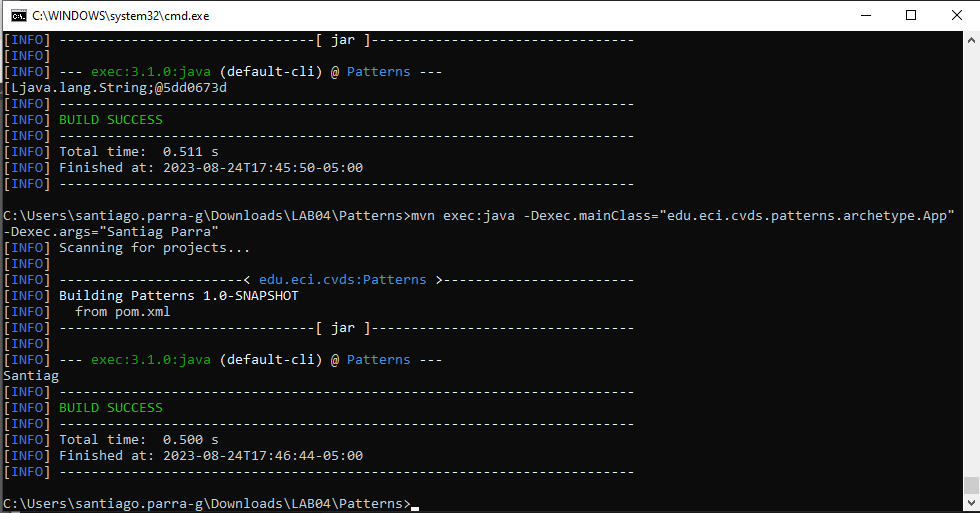 C:\WINDOWS\system32\cmd.exe
[INFO] --------------------------------[ jar ]---------------------------------
[INFO]
[INFO] --- exec:3.1.0:java (default-cli) @ Patterns ---
[Ljava.lang.String;@5dd0673d
[INFO] ------------------------------------------------------------------------
[INFO] BUILD SUCCESS
[INFO] ------------------------------------------------------------------------
[INFO] Total time:  0.511 s
[INFO] Finished at: 2023-08-24T17:45:50-05:00
[INFO] ------------------------------------------------------------------------
C:\Users\santiago.parra-g\Downloads\LAB04\Patterns>mvn exec:java -Dexec.mainClass="edu.eci.cvds.patterns.archetype.App"
-Dexec.args="Santiag Parra"
[INFO] Scanning for projects...
[INFO]
[INFO] -----------------------< edu.eci.cvds:Patterns >------------------------
[INFO] Building Patterns 1.0-SNAPSHOT
[INFO]   from pom.xml
[INFO] --------------------------------[ jar ]---------------------------------
[INFO]
[INFO] --- exec:3.1.0:java (default-cli) @ Patterns ---
Santiag
[INFO] ------------------------------------------------------------------------
[INFO] BUILD SUCCESS
[INFO] ------------------------------------------------------------------------
[INFO] Total time:  0.500 s
[INFO] Finished at: 2023-08-24T17:46:44-05:00
[INFO] ------------------------------------------------------------------------
C:\Users\santiago.parra-g\Downloads\LAB04\Patterns>